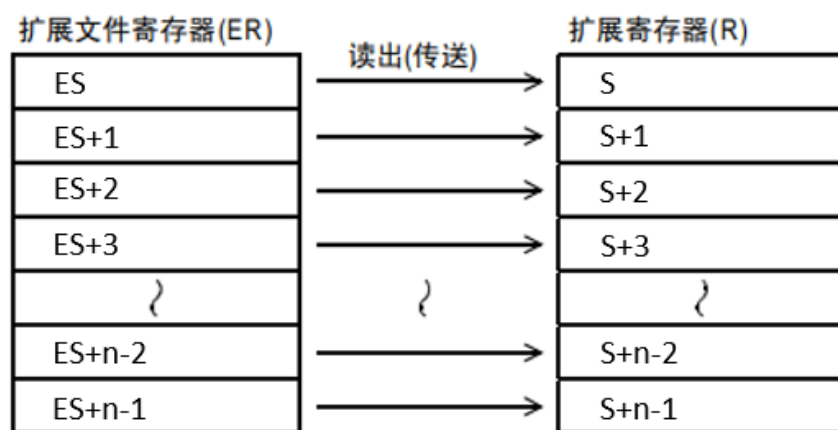 扩展文件寄存器(ER)
读出(传送)
扩展寄存器(R)
ES
S
ES+1
S+1
ES+2
S+2
ES+3
S+3
ES+n-2
S+n-2
ES+n-1
S+n-1